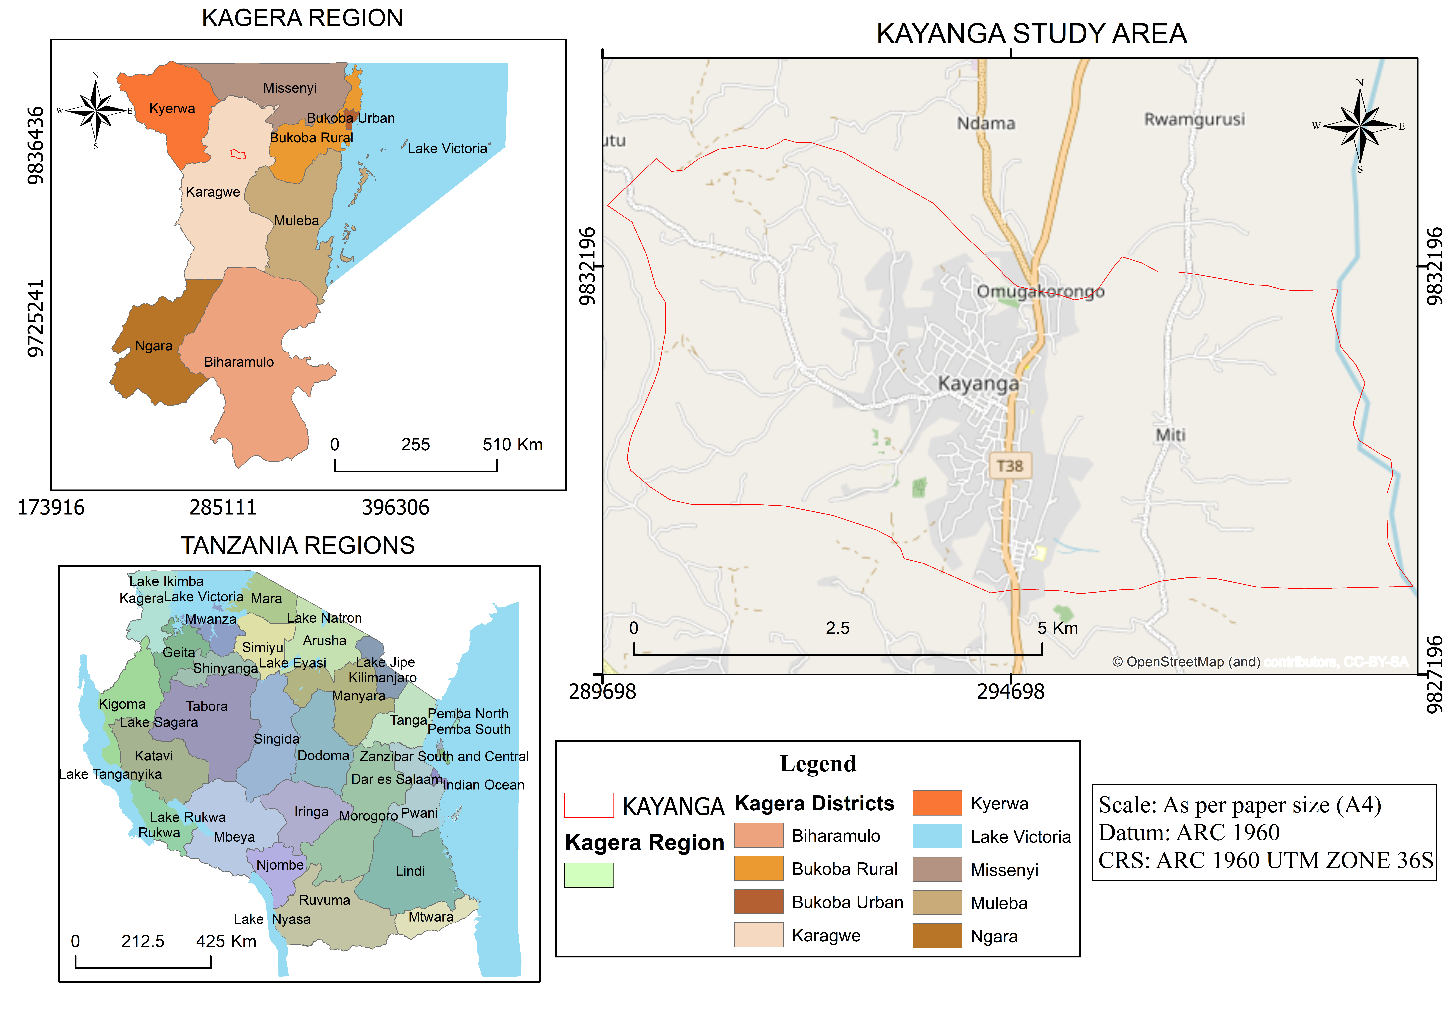 KAGERA REGION
N
W
E
S
Kyerwa
Missenyi
Bukoba Urban
Bukoba Rural
Lake Victoria
Karagwe
Muleba
Ngara
Biharamulo
9836436
9725241
0 255 510 Km
173916 285111 396306
KAYANGA STUDY AREA
Ndama
Rwamgurusi
utu
N
W
E
S
9832196
9832196
Omugakorongo
Kayanga
Miti
T38
0 2.5 5 Km
© OpenStreetMap (and) contributors, CC-BY-SA
289698 294698
9827196
TANZANIA REGIONS
Lake Ikimba
Kagera
Lake Victoria
Mara
Mwanza
Lake Natron
Geita
Simiyu
Arusha
Shinyanga
Lake Eyasi
Lake Jipe
Kilimanjaro
Manyara
Kigoma
Tabora
Lake Sagara
Tanga
Pemba North
Pemba South
Singida
Katavi
Dodoma
Zanzibar South and Central
Lake Tanganyika
Dar es Salaam
Indian Ocean
Lake Rukwa
Rukwa
Mbeya
Iringa
Morogoro
Pwani
Njombe
Lindi
Ruvuma
Lake Nyasa
Mtwara
0 212.5 425 Km
Legend
KAYANGA
Kagera Region
Kagera Districts
Biharamulo
Bukoba Rural
Bukoba Urban
Karagwe
Kyerwa
Lake Victoria
Missenyi
Muleba
Ngara
Scale: As per paper size (A4)
Datum: ARC 1960
CRS: ARC 1960 UTM ZONE 36S